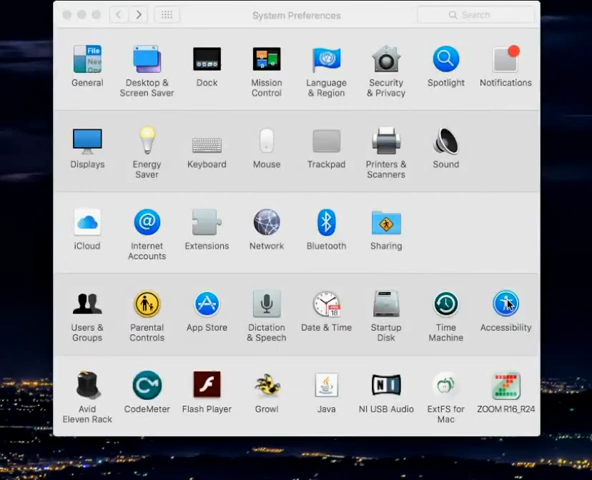 System Preferences
Search
General
Desktop &
Screen Saver
Dock
Mission
Control
Language
& Region
Security
& Privacy
Spotlight
Notifications
Displays
Energy
Saver
Keyboard
Mouse
Trackpad
Printers &
Scanners
Sound
iCloud
Internet
Accounts
Extensions
Network
Bluetooth
Sharing
Users &
Groups
Parental
Controls
App Store
Dictation
& Speech
Date & Time
Startup
Disk
Time
Machine
Accessibility
Avid
Eleven Rack
CodeMeter
Flash Player
Growl
Java
NI USB Audio
ExtFS for
Mac
ZOOM R16_R24